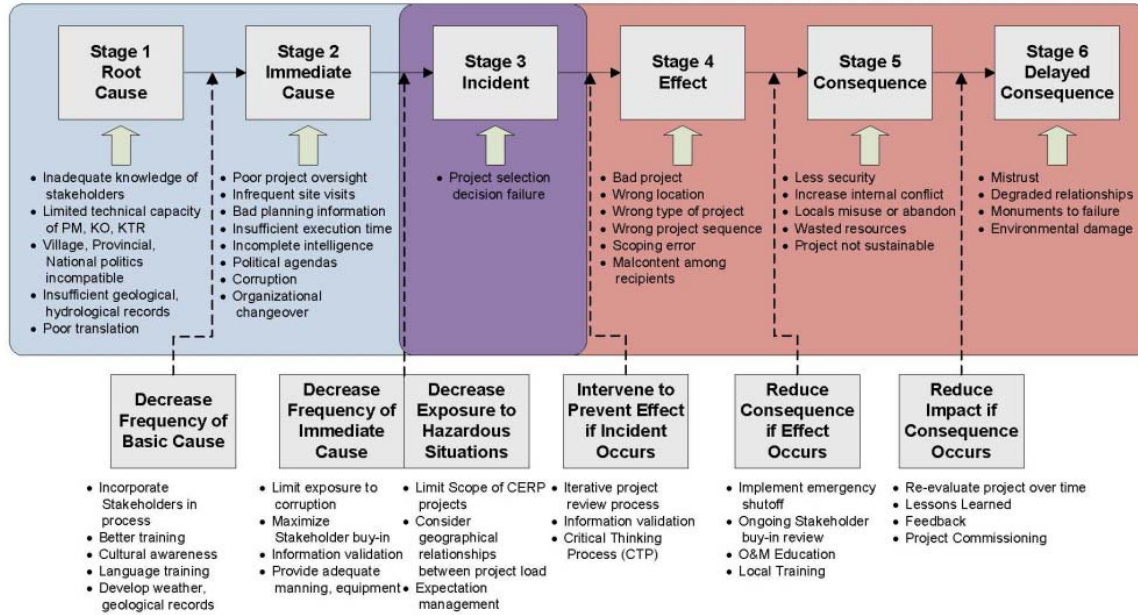 Stage 1
Root
Cause
Stage 2
Immediate
Cause
Stage 3
Incident
Stage 4
Effect
Stage 5
Consequence
Stage 6
Delayed
Consequence
• Inadequate knowledge of
stakeholders
• Limited technical capacity
of PM, KO, KTR
• Village, Provincial,
National politics
incompatible
• Insufficient geological,
hydrological records
• Poor translation
• Poor project oversight
• Infrequent site visits
• Bad planning information
• Insufficient execution time
• Incomplete intelligence
• Political agendas
• Corruption
• Organizational
changeover
• Project selection
decision failure
• Bad project
• Wrong location
• Wrong type of project
• Wrong project sequence
• Scoping error
• Malcontent among
recipients
• Less security
• Increase internal conflict
• Locals misuse or abandon
• Wasted resources
• Project not sustainable
• Mistrust
• Degraded relationships
• Monuments to failure
• Environmental damage
Decrease
Frequency of
Basic Cause
Decrease
Frequency of
Immediate
Cause
Decrease
Exposure to
Hazardous
Situations
Intervene to
Prevent Effect
if Incident
Occurs
Reduce
Consequence
if Effect
Occurs
Reduce
Impact if
Consequence
Occurs
• Incorporate
Stakeholders in
process
• Better training
• Cultural awareness
• Language training
• Develop weather,
geological records
• Limit exposure to
corruption
• Maximize
Stakeholder buy-in
• Information validation
• Provide adequate
manning, equipment
• Limit Scope of CERP
projects
• Consider
geographical
relationships
between project load
• Expectation
management
• Iterative project
review process
• Information validation
• Critical Thinking
Process (CTP)
• Implement emergency
shutoff
• Ongoing Stakeholder
buy-in review
• O&M Education
• Local Training
• Re-evaluate project over time
• Lessons Learned
• Feedback
• Project Commissioning